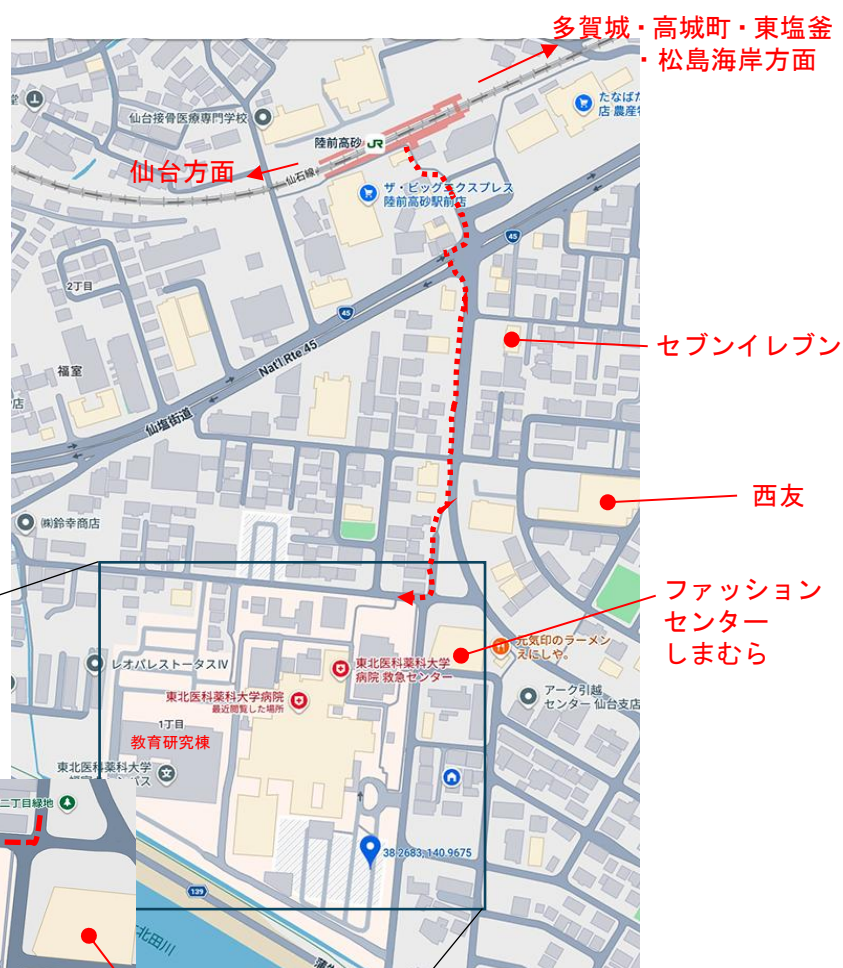 多賀城・高城町・東塩釜
・松島海岸方面
仙台接骨医療専門学校
たなばた
店 農産
陸前高砂
JR
仙台方面
仙石線
ザ・ビッグエクスプレス
陸前高砂駅前店
45
2丁目
45
セブンイレブン
福室
Nat'l Rte 45
店
仙塩街道
西友
㈱鈴幸商店
ファッション
センター
しまむら
元気印のラーメン
えにしや。
レオパレストータスⅣ
東北医科薬科大学
病院 救急センター
東北医科薬科大学病院
最近閲覧した場所
アーク引越
センター 仙台支店
1丁目
教育研究棟
東北医科薬科大学
二丁目緑地
38.2683, 140.9675
139
北田川